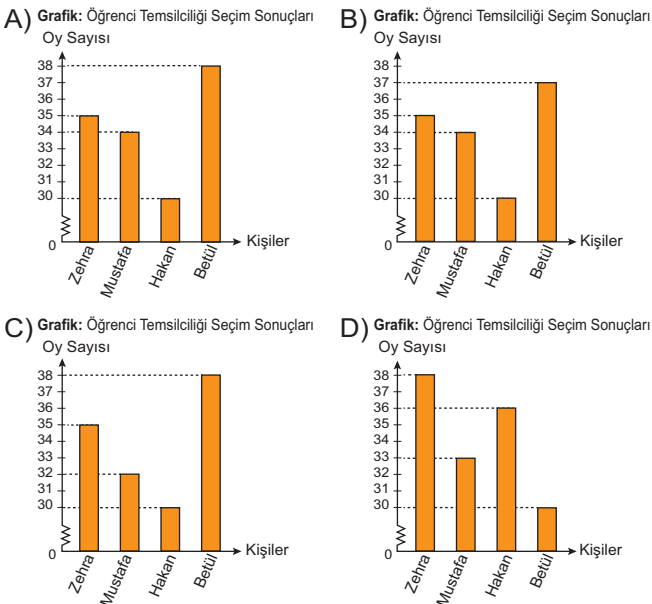 A) Grafik: Öğrenci Temsilciliği Seçim Sonuçları
Oy Sayısı
38
37
36
35
34
33
32
31
30
0
Zehra
Mustafa
Hakan
Betül
Kişiler
B) Grafik: Öğrenci Temsilciliği Seçim Sonuçları
Oy Sayısı
38
37
36
35
34
33
32
31
30
0
Zehra
Mustafa
Hakan
Betül
Kişiler
C) Grafik: Öğrenci Temsilciliği Seçim Sonuçları
Oy Sayısı
38
37
36
35
34
33
32
31
30
0
Zehra
Mustafa
Hakan
Betül
Kişiler
D) Grafik: Öğrenci Temsilciliği Seçim Sonuçları
Oy Sayısı
38
37
36
35
34
33
32
31
30
0
Zehra
Mustafa
Hakan
Betül
Kişiler